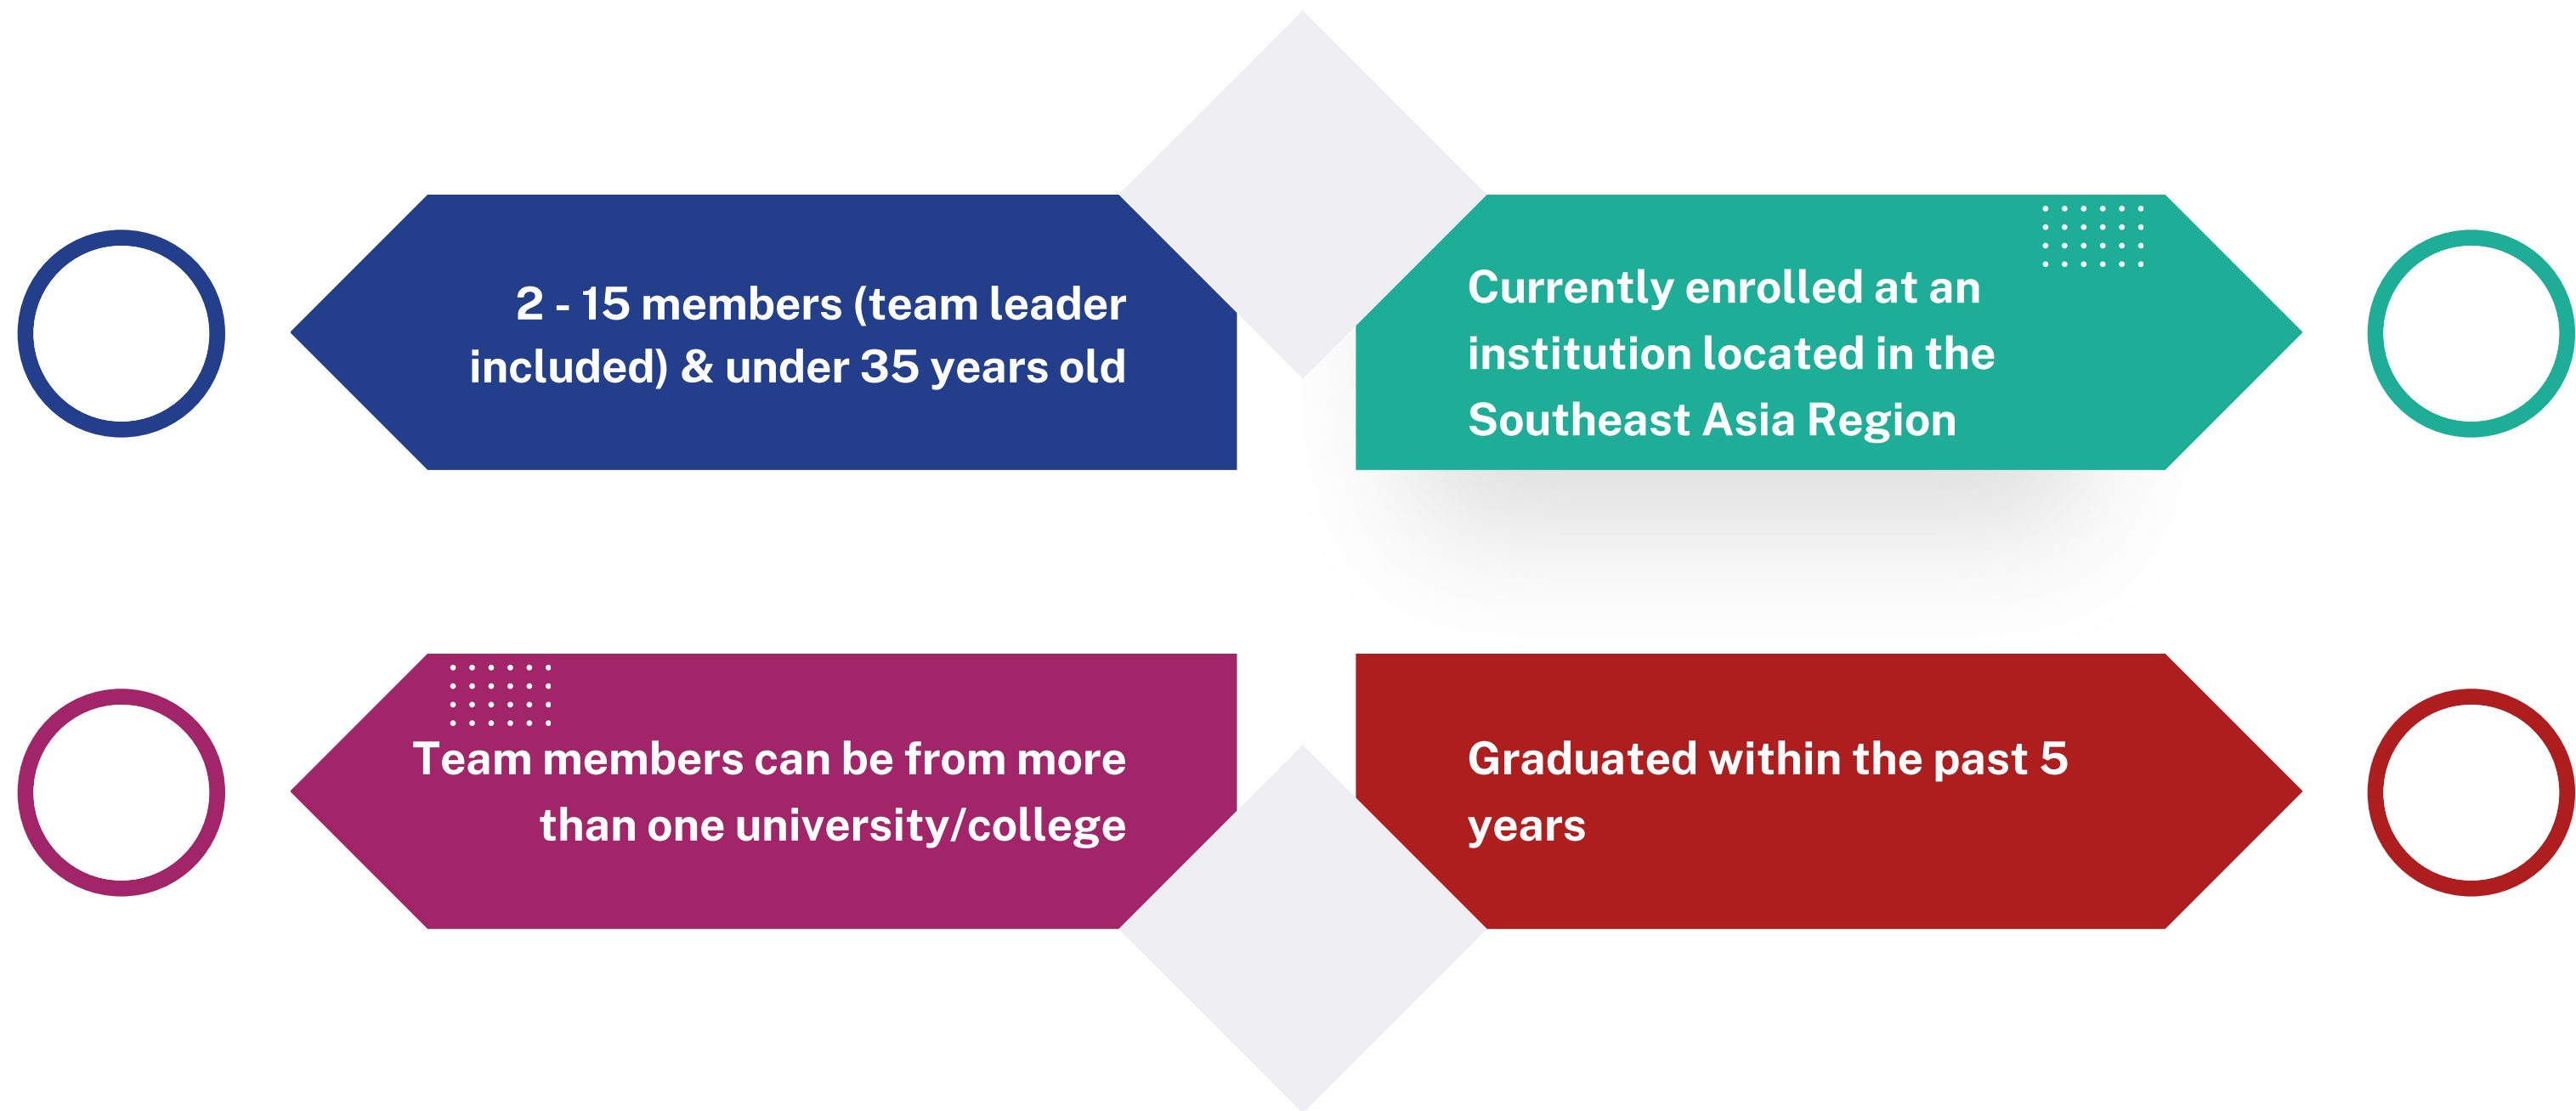 2 - 15 members (team leader
included) & under 35 years old
Currently enrolled at an
institution located in the
Southeast Asia Region
Team members can be from more
than one university/college
Graduated within the past 5
years